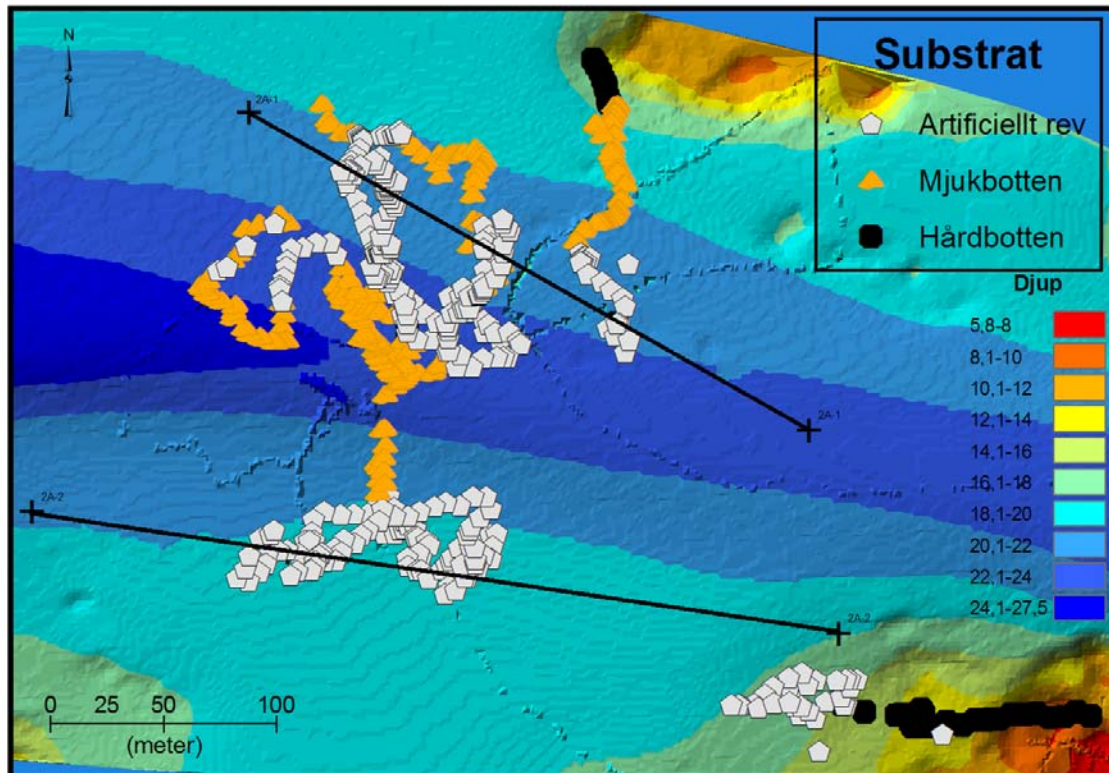 N
2A-1
Substrat
Artificiellt rev
Mjukbotten
Hårdbotten
Djup
5,8-8
8,1-10
10,1-12
12,1-14
14,1-16
16,1-18
18,1-20
20,1-22
22,1-24
24,1-27,5
2A-1
2A-2
2A-2
0 25 50 100
(meter)